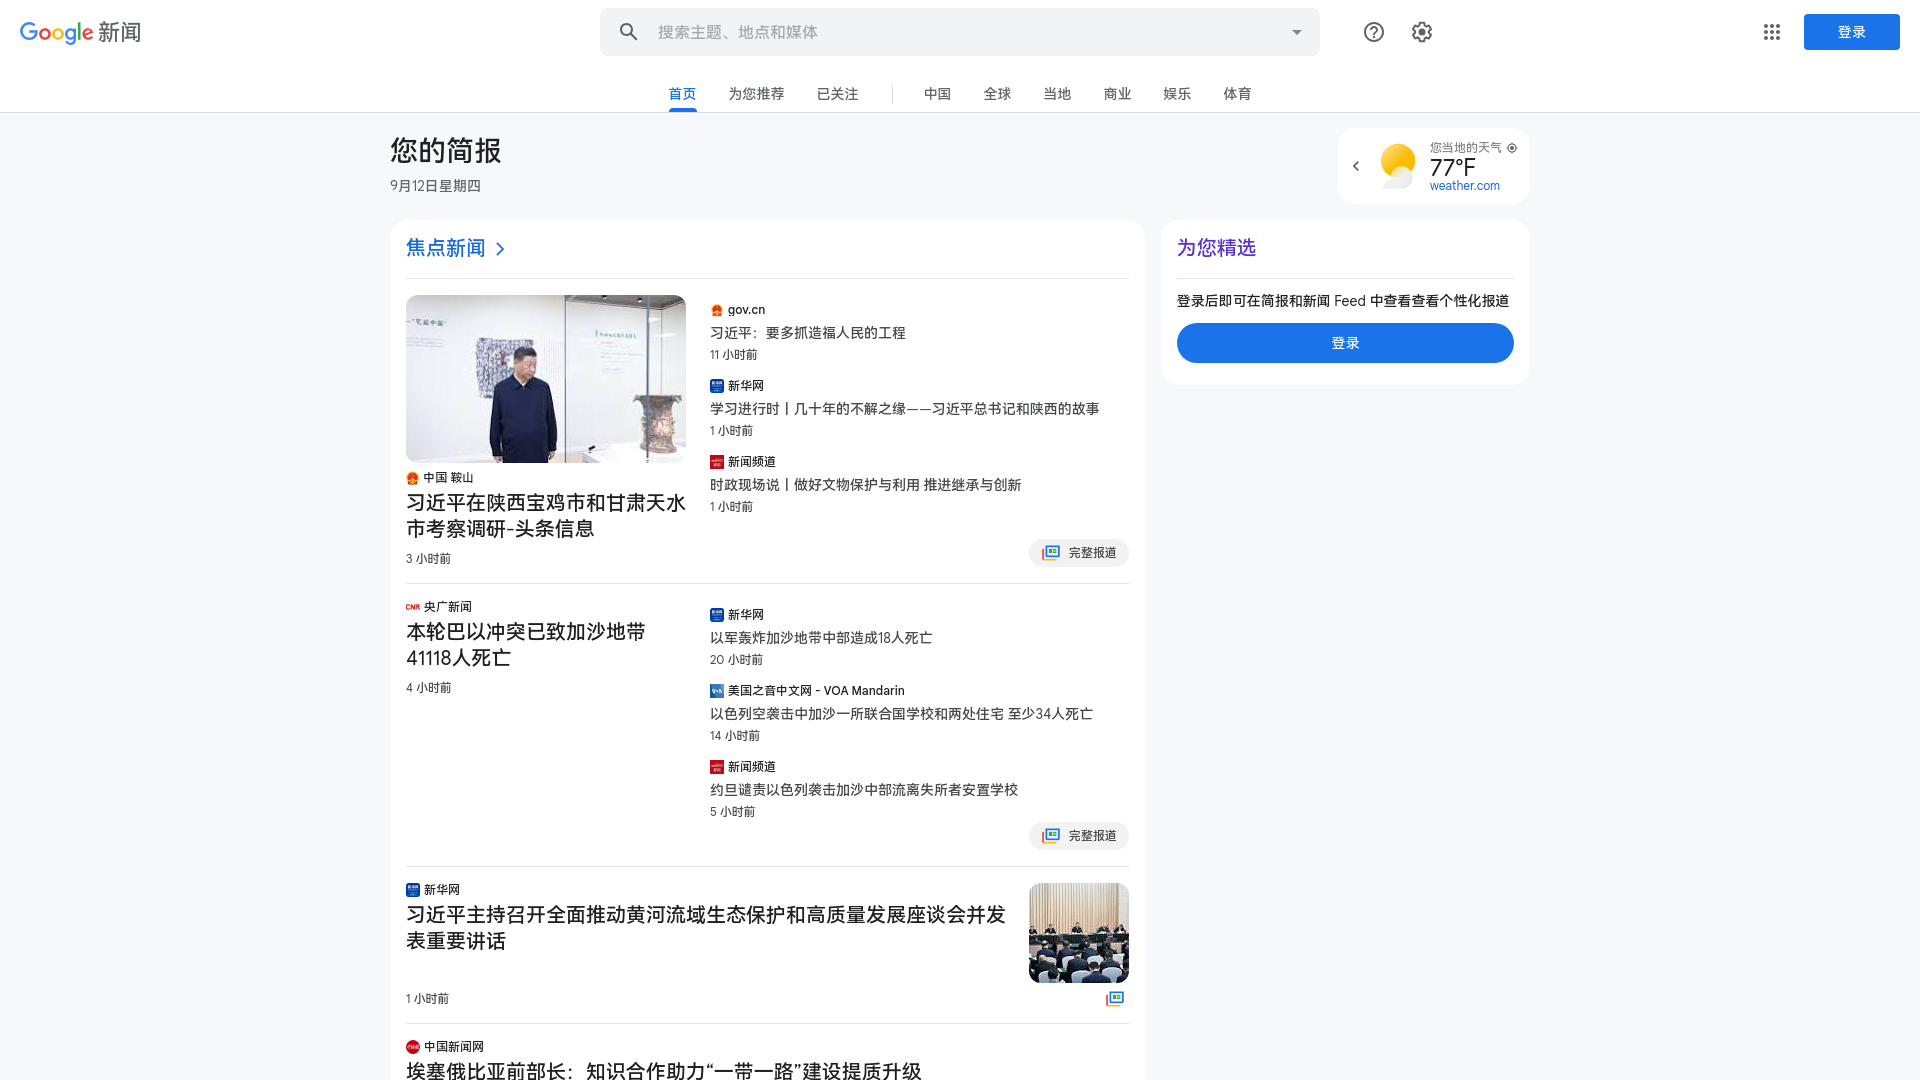 Google 新闻
搜索主题、地点和媒体
登录
首页
为您推荐
已关注
中国
全球
当地
商业
娱乐
体育
您的简报
9月12日星期四
您当地的天气
77°F
weather.com
焦点新闻
中国 鞍山
习近平在陕西宝鸡市和甘肃天水
市考察调研-头条信息
3 小时前
gov.cn
习近平：要多抓造福人民的工程
11 小时前
新华网
学习进行时丨几十年的不解之缘——习近平总书记和陕西的故事
1 小时前
新闻频道
时政现场说丨做好文物保护与利用 推进继承与创新
1 小时前
完整报道
CNR 央广新闻
本轮巴以冲突已致加沙地带
41118人死亡
4 小时前
新华网
以军轰炸加沙地带中部造成18人死亡
20 小时前
美国之音中文网 - VOA Mandarin
以色列空袭击中加沙一所联合国学校和两处住宅 至少34人死亡
14 小时前
新闻频道
约旦谴责以色列袭击加沙中部流离失所者安置学校
5 小时前
完整报道
新华网
习近平主持召开全面推动黄河流域生态保护和高质量发展座谈会并发
表重要讲话
1 小时前
中国新闻网
埃塞俄比亚前部长：知识合作助力“一带一路”建设提质升级
为您精选
登录后即可在简报和新闻 Feed 中查看查看个性化报道
登录